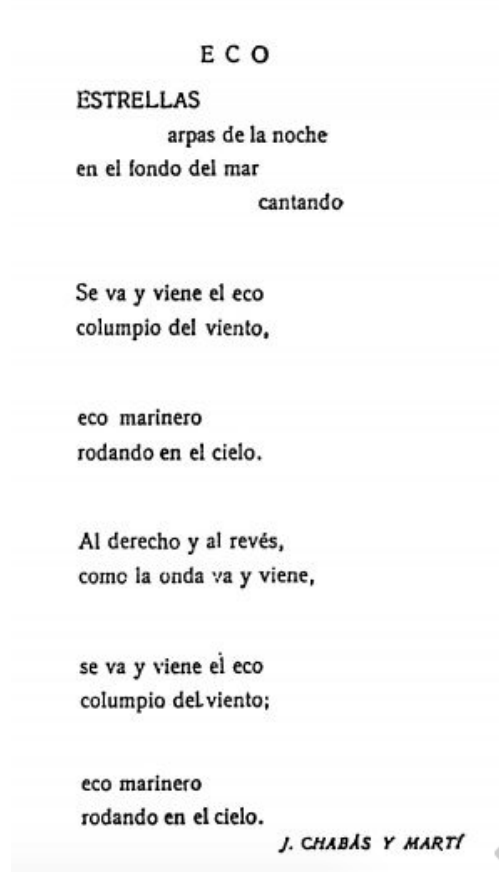 ECO
ESTRELLAS
arpas de la noche
en el fondo del mar
cantando
Se va y viene el eco
columpio del viento,
eco marinero
rodando en el cielo.
Al derecho y al revés,
como la onda va y viene,
se va y viene el eco
columpio del viento;
eco marinero
rodando en el cielo.
J. CHABÁS Y MARTÍ